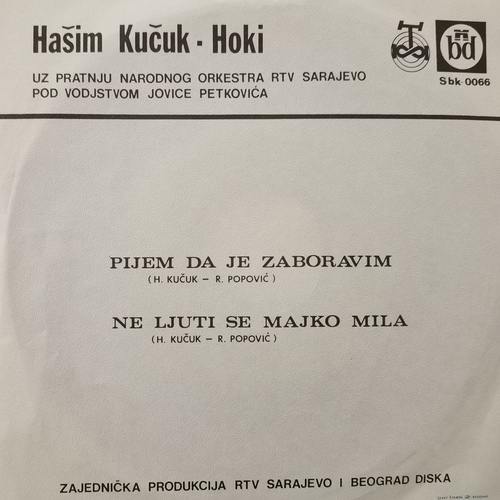 Hašim Kučuk - Hoki
bd
Sbk-0066
UZ PRATNJU NARODNOG ORKESTRA RTV SARAJEVO
POD VODJSTVOM JOVICE PETKOVIĆA
PIJEM DA JE ZABORAVIM
( H. KUČUK – R. POPOVIĆ )
NE LJUTI SE MAJKO MILA
( H. KUČUK – R. POPOVIĆ )
ZAJEDNIČKA PRODUKCIJA RTV SARAJEVO I BEOGRAD DISKA